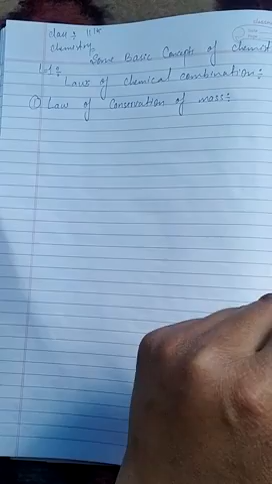 class : 11th
chemistry
Some Basic Concepts of chemist
L-1 :
Laws of chemical combination :
① Law of Conservation of mass :